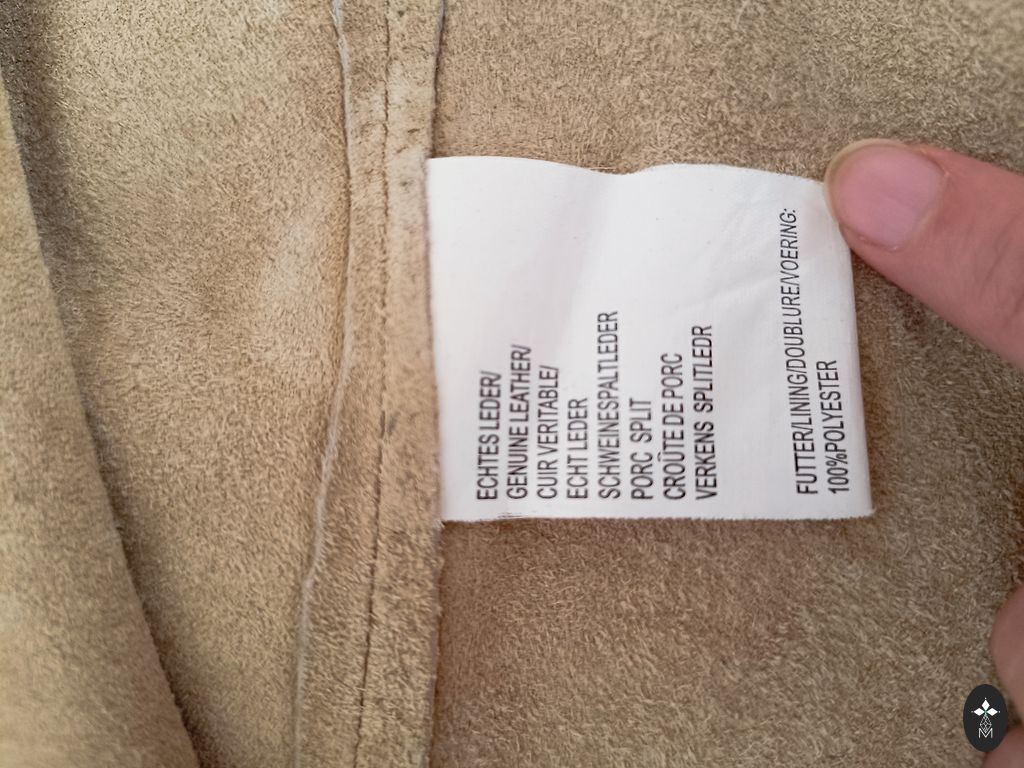 ECHTES LEDER/
GENUINE LEATHER/
CUIR VERITABLE/
ECHT LEDER
SCHWEINESPALTLEDER
PORC SPLIT
CROÛTE DE PORC
VERKENS SPLITLEDR
FUTTER/LINING/DOUBLURE/VOERING:
100%POLYESTER
M